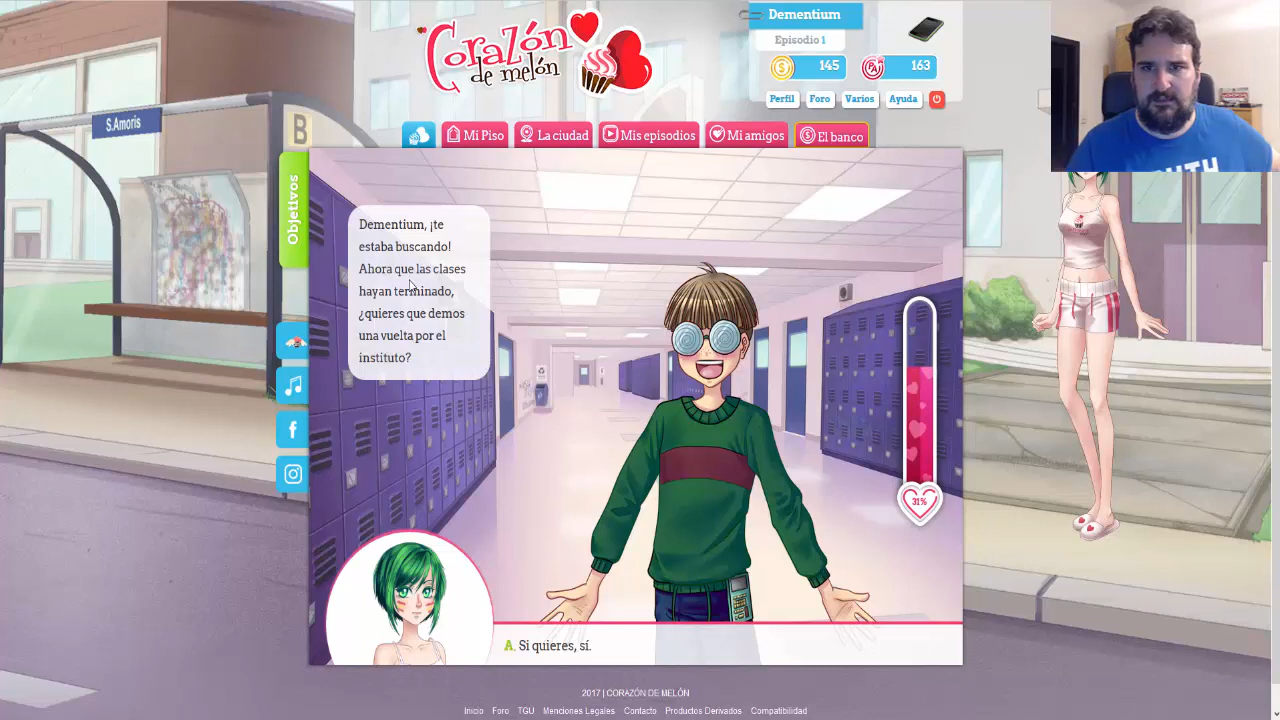 Corazón
de melón
Dementium
Episodio 1
145
163
Perfil
Foro
Varios
Ayuda
S.Amoris
B
Mi Piso
La ciudad
Mis episodios
Mi amigos
El banco
Objetivos
Dementium, ¡te
estaba buscando!
Ahora que las clases
hayan terminado,
¿quieres que demos
una vuelta por el
instituto?
31%
A. Si quieres, sí.
2017 | CORAZÓN DE MELÓN
Inicio Foro TGU Menciones Legales Contacto Productos Derivados Compatibilidad